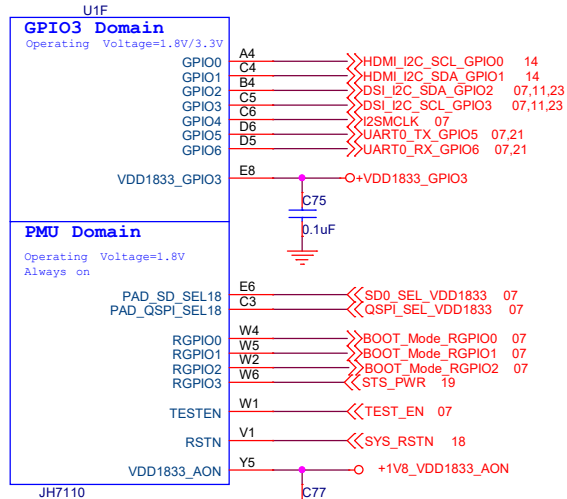 U1F
GPIO3 Domain
Operating Voltage=1.8V/3.3V
GPIO0 A4 HDMI_I2C_SCL_GPIO0 14
GPIO1 C4 HDMI_I2C_SDA_GPIO1 14
GPIO2 B4 DSI_I2C_SDA_GPIO2 07,11,23
GPIO3 C5 DSI_I2C_SCL_GPIO3 07,11,23
GPIO4 C6 I2SMCLK 07
GPIO5 D6 UART0_TX_GPIO5 07,21
GPIO6 D5 UART0_RX_GPIO6 07,21
VDD1833_GPIO3 E8 +VDD1833_GPIO3
C75
0.1uF
PMU Domain
Operating Voltage=1.8V
Always on
PAD_SD_SEL18 E6 SD0_SEL_VDD1833 07
PAD_QSPI_SEL18 C3 QSPI_SEL_VDD1833 07
RGPIO0 W4 BOOT_Mode_RGPIO0 07
RGPIO1 W5 BOOT_Mode_RGPIO1 07
RGPIO2 W2 BOOT_Mode_RGPIO2 07
RGPIO3 W6 STS_PWR 19
TESTEN W1 TEST_EN 07
RSTN V1 SYS_RSTN 18
VDD1833_AON Y5 +1V8_VDD1833_AON
JH7110 C77